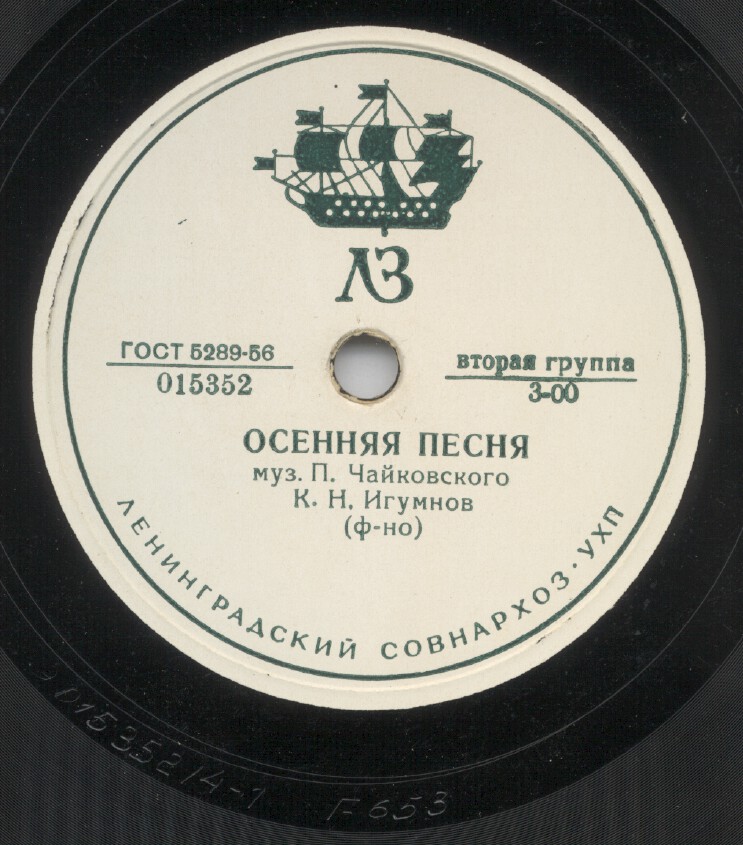 ЛЗ
ГОСТ 5289-56
015352
вторая группа
3-00
ОСЕННЯЯ ПЕСНЯ
муз. П. Чайковского
К. Н. Игумнов
(ф-но)
ЛЕНИНГРАДСКИЙ СОВНАРХОЗ·УХП
015352/4-1
Г653